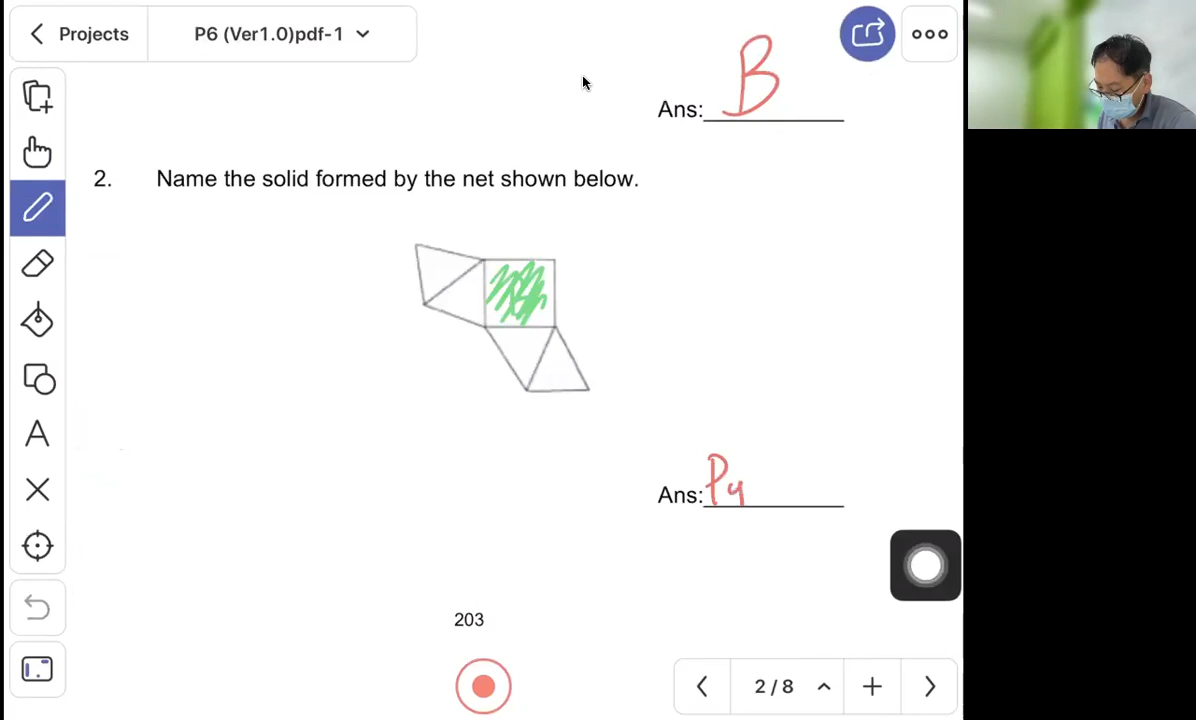 Projects
P6 (Ver1.0)pdf-1
B
Ans:
2. Name the solid formed by the net shown below.
Ans: Py
203
2 / 8